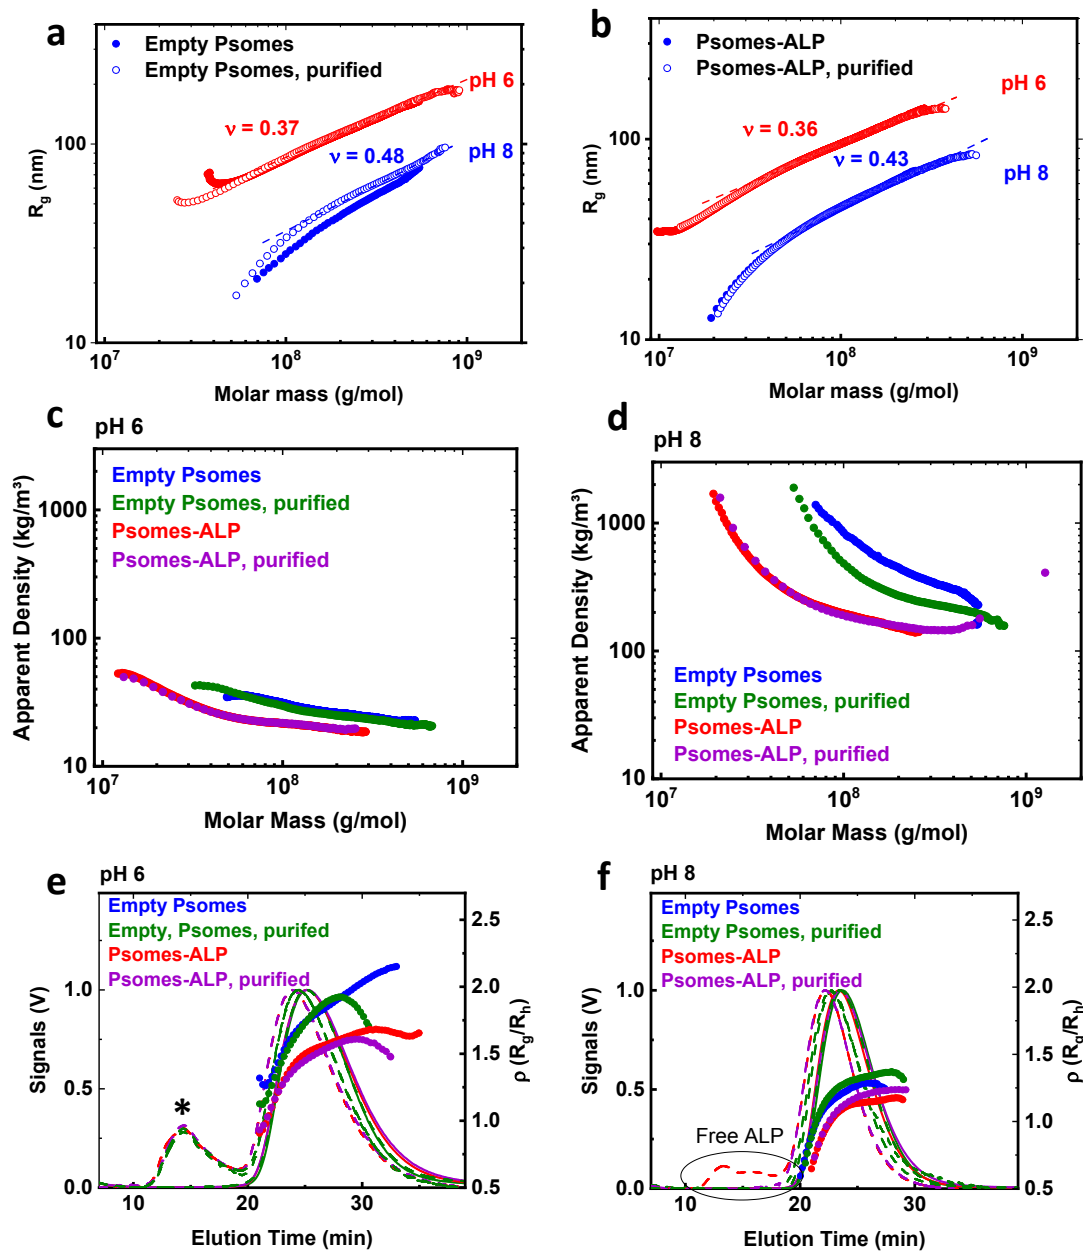 a
Empty Psomes
Empty Psomes, purified
pH 6
ν = 0.37
ν = 0.48
pH 8
100
10
Rg (nm)
10⁷
10⁸
10⁹
Molar mass (g/mol)
b
Psomes-ALP
Psomes-ALP, purified
pH 6
ν = 0.36
ν = 0.43
pH 8
100
10
Rg (nm)
10⁷
10⁸
10⁹
Molar mass (g/mol)
c
pH 6
Empty Psomes
Empty Psomes, purified
Psomes-ALP
Psomes-ALP, purified
1000
100
10
Apparent Density (kg/m³)
10⁷
10⁸
10⁹
Molar Mass (g/mol)
d
pH 8
1000
100
10
Apparent Density (kg/m³)
Empty Psomes
Empty Psomes, purified
Psomes-ALP
Psomes-ALP, purified
10⁷
10⁸
10⁹
Molar Mass (g/mol)
e
pH 6
Empty Psomes
Empty, Psomes, purifed
Psomes-ALP
Psomes-ALP, purified
1.0
0.5
0.0
Signals (V)
*
2.5
2.0
1.5
1.0
0.5
ρ (Rg/Rh)
10
20
30
Elution Time (min)
f
pH 8
Empty Psomes
Empty Psomes, purified
Psomes-ALP
Psomes-ALP, purified
1.0
0.5
0.0
Signals (V)
Free ALP
2.5
2.0
1.5
1.0
0.5
ρ (Rg/Rh)
10
20
30
Elution Time (min)